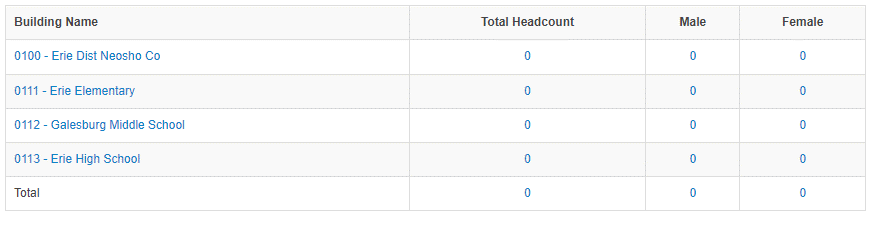 Building Name Total Headcount Male Female
0100 - Erie Dist Neosho Co 0 0 0
0111 - Erie Elementary 0 0 0
0112 - Galesburg Middle School 0 0 0
0113 - Erie High School 0 0 0
Total 0 0 0